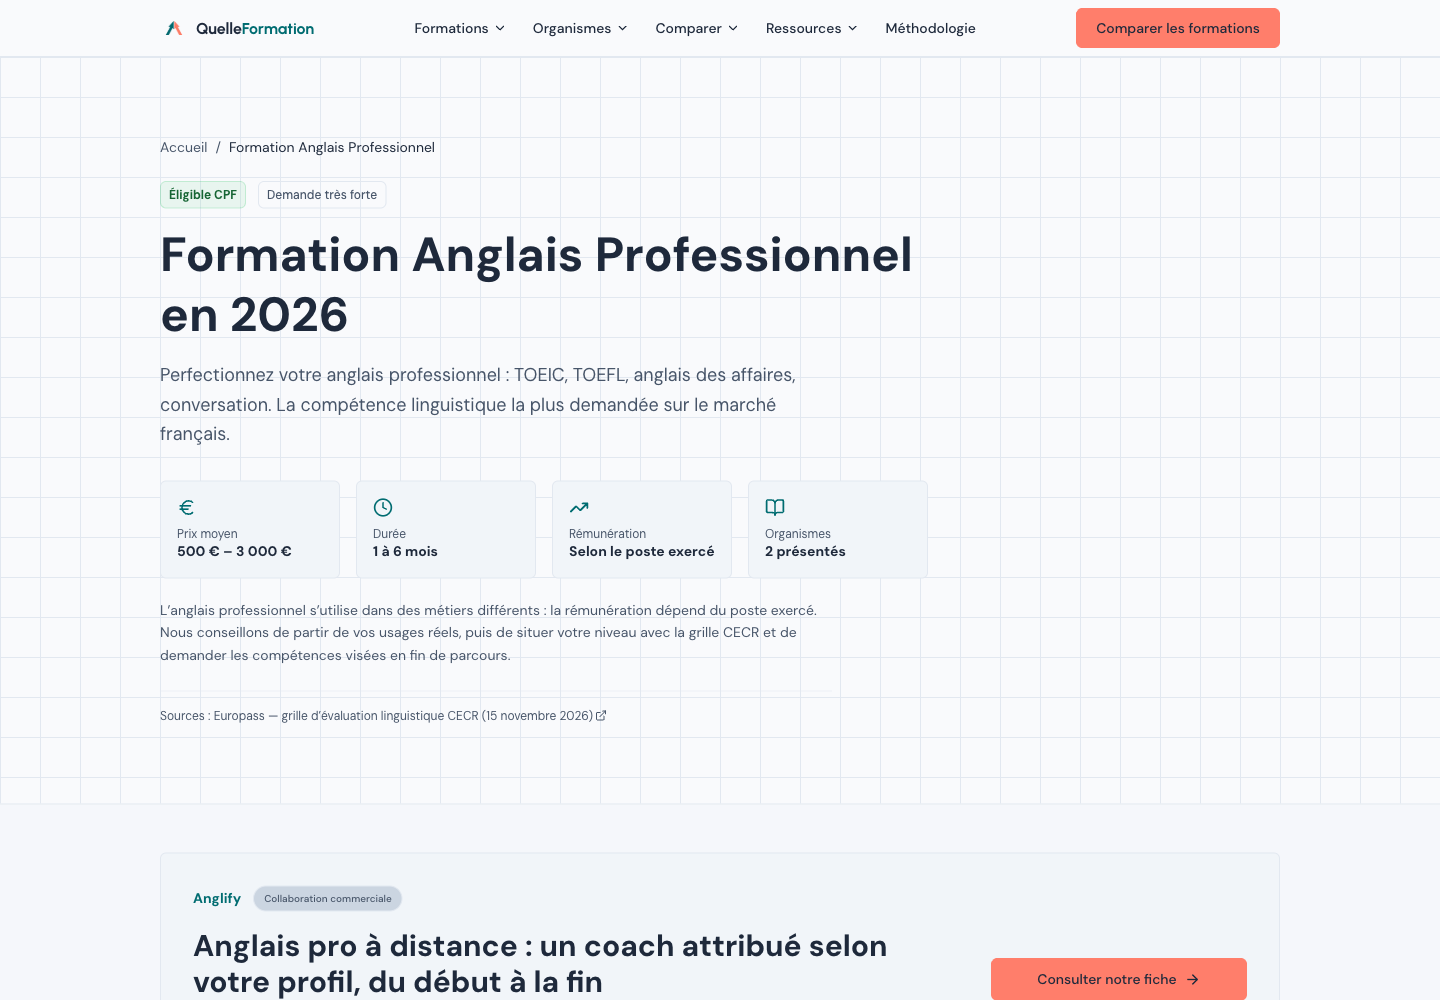 QuelleFormation
Formations
Organismes
Comparer
Ressources
Méthodologie
Comparer les formations
Accueil / Formation Anglais Professionnel
Éligible CPF
Demande très forte
Formation Anglais Professionnel
en 2026
Perfectionnez votre anglais professionnel : TOEIC, TOEFL, anglais des affaires,
conversation. La compétence linguistique la plus demandée sur le marché
français.
Prix moyen
500 € – 3 000 €
Durée
1 à 6 mois
Rémunération
Selon le poste exercé
Organismes
2 présentés
L’anglais professionnel s’utilise dans des métiers différents : la rémunération dépend du poste exercé.
Nous conseillons de partir de vos usages réels, puis de situer votre niveau avec la grille CECR et de
demander les compétences visées en fin de parcours.
Sources : Europass — grille d’évaluation linguistique CECR (15 novembre 2026)
Anglify
Collaboration commerciale
Anglais pro à distance : un coach attribué selon
votre profil, du début à la fin
Consulter notre fiche →